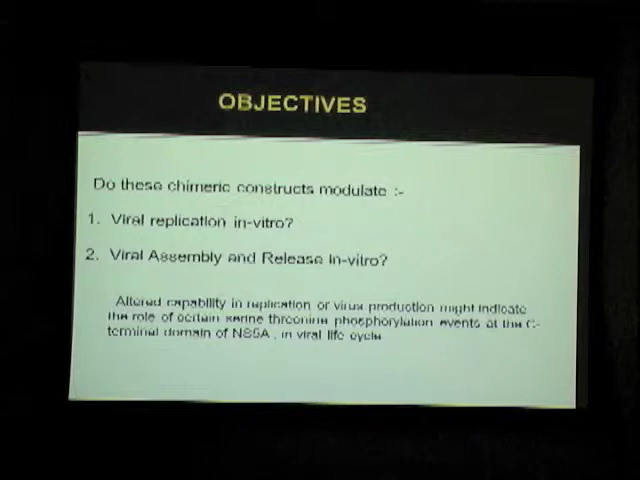 OBJECTIVES
Do these chimeric constructs modulate :-
1. Viral replication in-vitro?
2. Viral Assembly and Release In-vitro?
Altered capability in replication or virus production might indicate
the role of certain serine threonine phosphorylation events at the C-
terminal domain of NS5A , in viral life cycle